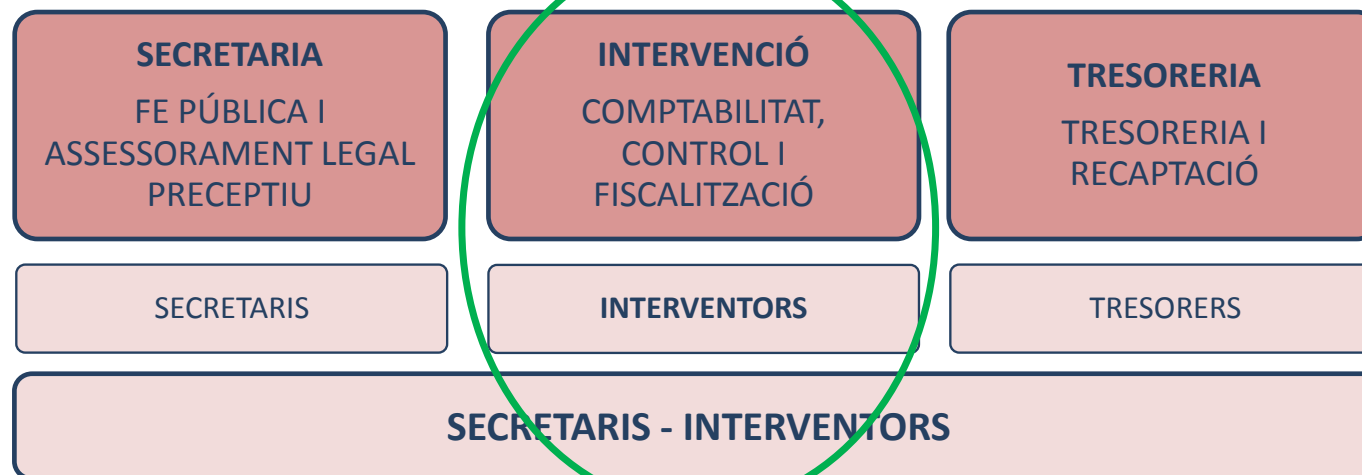 SECRETARIA
FE PÚBLICA I
ASSESSORAMENT LEGAL
PRECEPTIU
INTERVENCIÓ
COMPTABILITAT,
CONTROL I
FISCALITZACIÓ
TRESORERIA
TRESORERIA I
RECAPTACIÓ
SECRETARIS
INTERVENTORS
TRESORERS
SECRETARIS - INTERVENTORS